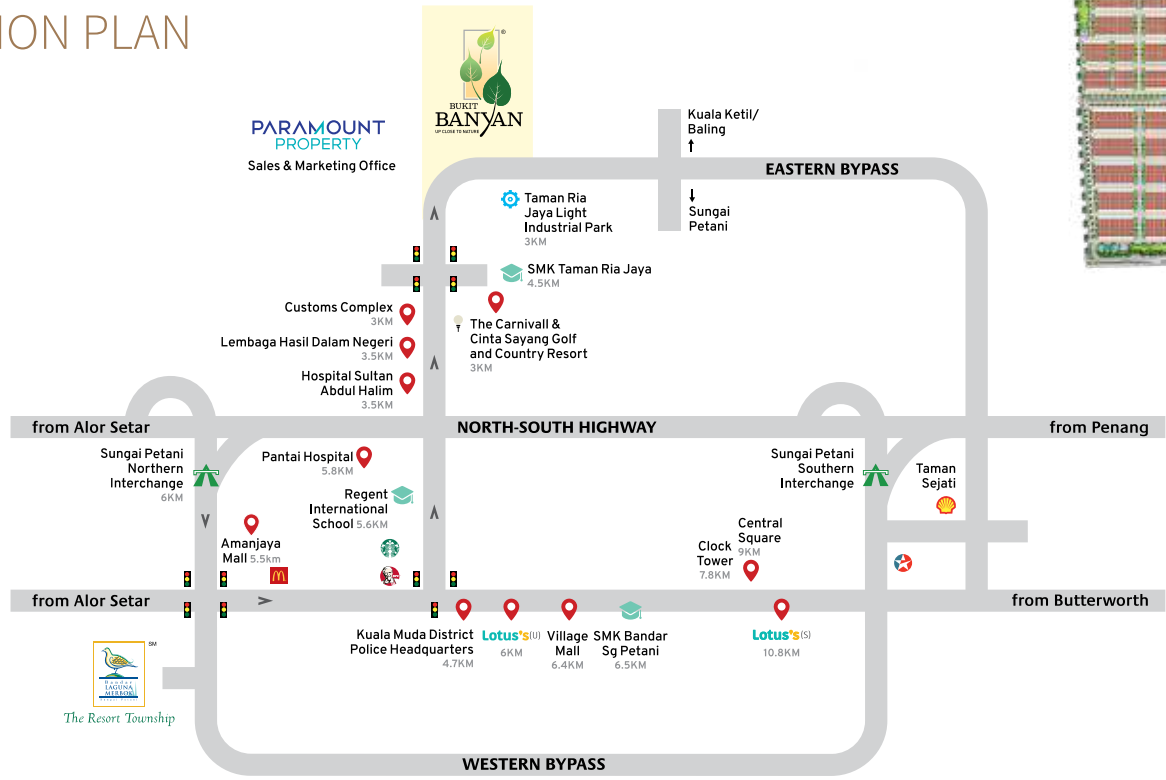 ION PLAN
BUKIT
BANYAN
UP CLOSE TO NATURE
PARAMOUNT
PROPERTY
Sales & Marketing Office
Kuala Ketil/
Baling
EASTERN BYPASS
Sungai
Petani
Taman Ria
Jaya Light
Industrial Park
3KM
SMK Taman Ria Jaya
4.5KM
Customs Complex
3KM
Lembaga Hasil Dalam Negeri
3.5KM
Hospital Sultan
Abdul Halim
3.5KM
The Carnivall &
Cinta Sayang Golf
and Country Resort
3KM
from Alor Setar
NORTH-SOUTH HIGHWAY
from Penang
Sungai Petani
Northern
Interchange
6KM
Pantai Hospital
5.8KM
Regent
International
School 5.6KM
Amanjaya
Mall 5.5km
Sungai Petani
Southern
Interchange
Taman
Sejati
Central
Square
9KM
Clock
Tower
7.8KM
KFC
from Alor Setar
from Butterworth
Kuala Muda District
Police Headquarters
4.7KM
Lotus's(U)
6KM
Village
Mall
6.4KM
SMK Bandar
Sg Petani
6.5KM
Lotus's(S)
10.8KM
SM
Bandar
LAGUNA
MERBOK
The Resort Township
WESTERN BYPASS